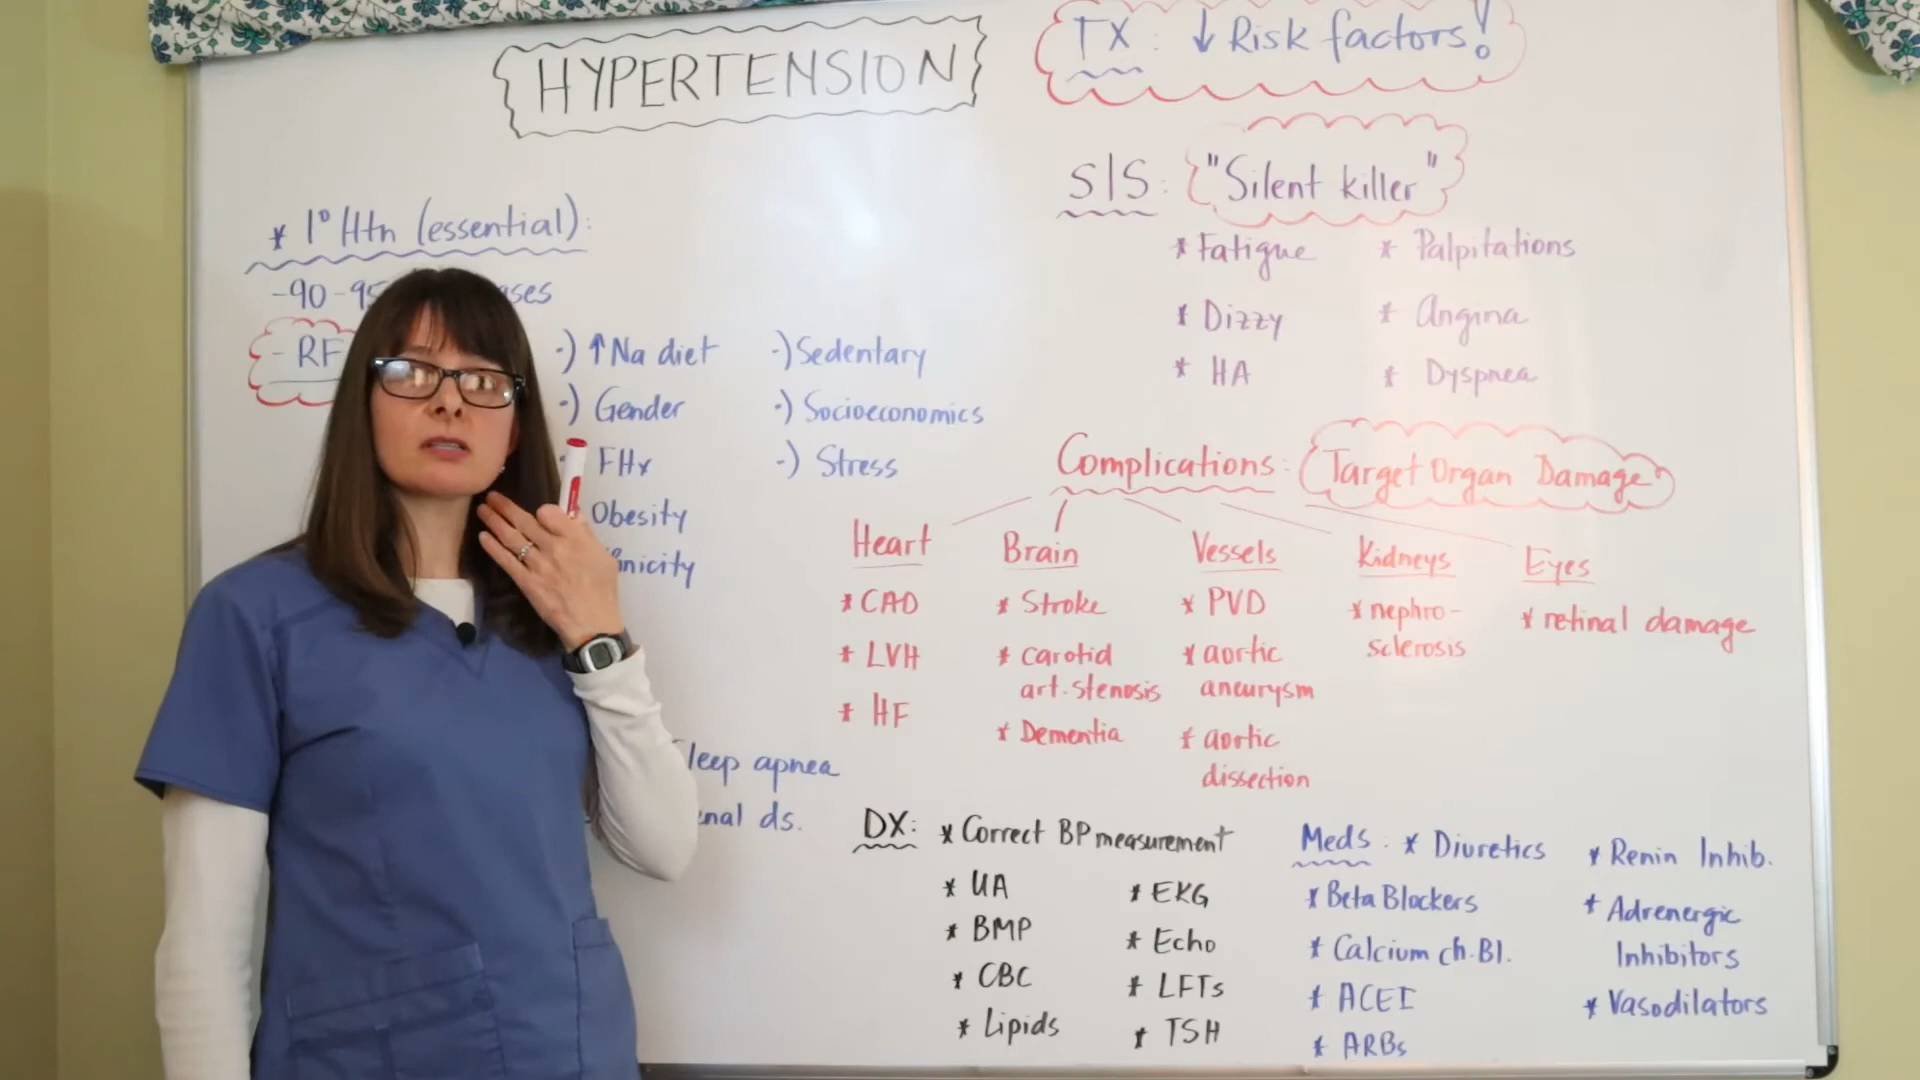 HYPERTENSION
TX: ↓ Risk factors!
* 1° Htn (essential):
-90-95
- RF
-) ↑Na diet
-) Gender
FHx
Obesity
-) Sedentary
-) Socioeconomics
-) Stress
S/S: "Silent killer"
* Fatigue
* Dizzy
* HA
* Palpitations
* Angina
* Dyspnea
Complications: Target Organ Damage
Heart
* CAD
* LVH
* HF
Brain
* Stroke
* carotid
art. stenosis
* Dementia
Vessels
* PVD
* aortic
aneurysm
* aortic
dissection
Kidneys
* nephro-
sclerosis
Eyes
* retinal damage
apnea
ds.
DX: * Correct BP measurement
* UA
* BMP
* CBC
* Lipids
* EKG
* Echo
* LFTs
* TSH
Meds: * Diuretics
* Beta Blockers
* Calcium ch. Bl.
* ACEI
* ARBs
* Renin Inhib.
* Adrenergic
Inhibitors
* Vasodilators